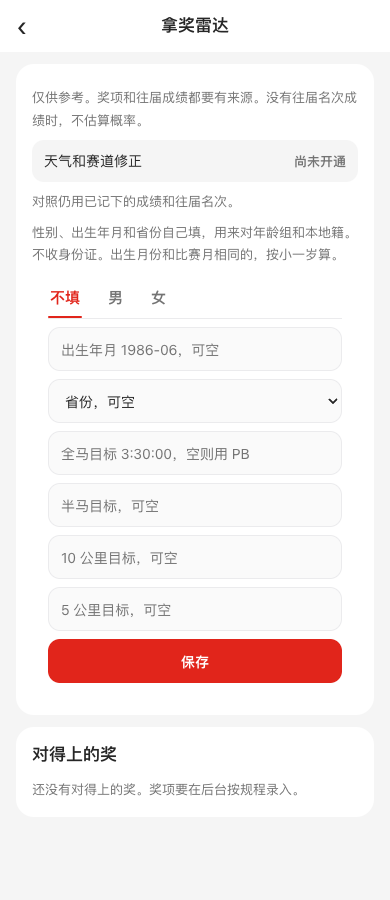 拿奖雷达
仅供参考。奖项和往届成绩都要有来源。没有往届名次成
绩时，不估算概率。
天气和赛道修正 尚未开通
对照仍用已记下的成绩和往届名次。
性别、出生年月和省份自己填，用来对年龄组和本地籍。
不收身份证。出生月份和比赛月相同的，按小一岁算。
不填 男 女
出生年月 1986-06，可空
省份，可空
全马目标 3:30:00，空则用 PB
半马目标，可空
10 公里目标，可空
5 公里目标，可空
保存
对得上的奖
还没有对得上的奖。奖项要在后台按规程录入。